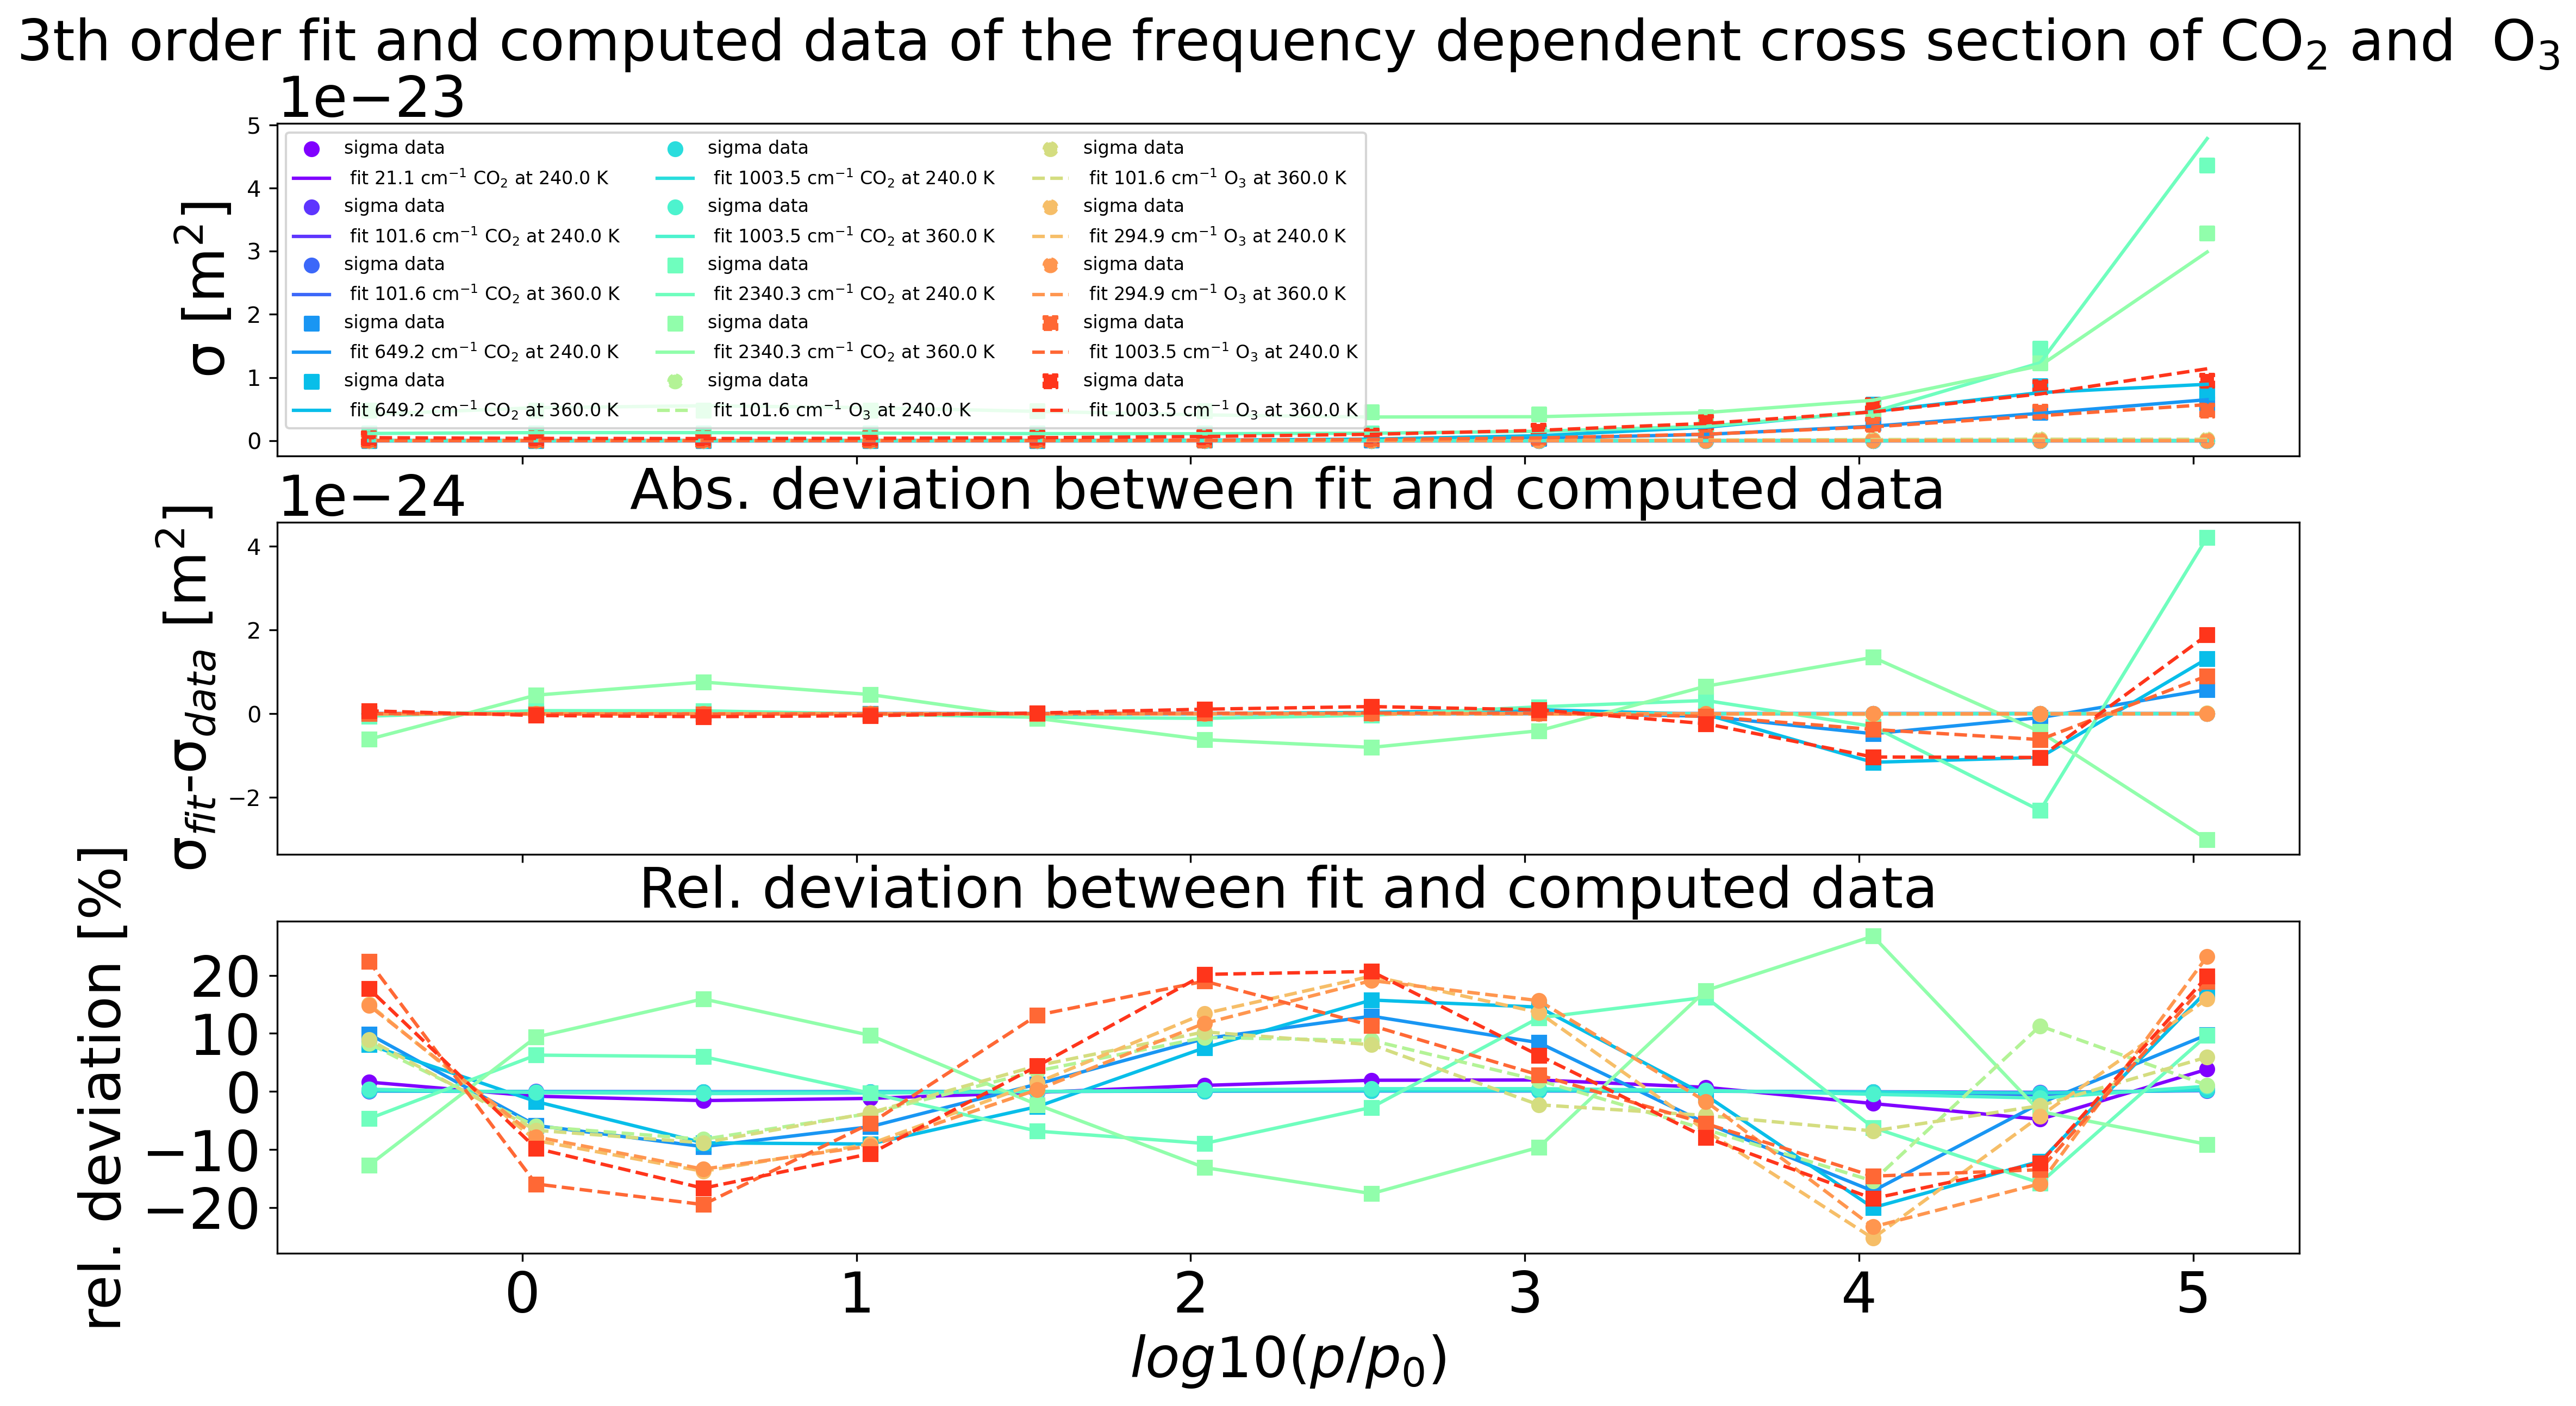 3th order fit and computed data of the frequency dependent cross section of CO₂ and O₃
1e−23
σ [m²]
5
4
3
2
1
0
sigma data
fit 21.1 cm⁻¹ CO₂ at 240.0 K
sigma data
fit 101.6 cm⁻¹ CO₂ at 240.0 K
sigma data
fit 101.6 cm⁻¹ CO₂ at 360.0 K
sigma data
fit 649.2 cm⁻¹ CO₂ at 240.0 K
sigma data
fit 649.2 cm⁻¹ CO₂ at 360.0 K
sigma data
fit 1003.5 cm⁻¹ CO₂ at 240.0 K
sigma data
fit 1003.5 cm⁻¹ CO₂ at 360.0 K
sigma data
fit 2340.3 cm⁻¹ CO₂ at 240.0 K
sigma data
fit 2340.3 cm⁻¹ CO₂ at 360.0 K
sigma data
fit 101.6 cm⁻¹ O₃ at 240.0 K
sigma data
fit 101.6 cm⁻¹ O₃ at 360.0 K
sigma data
fit 294.9 cm⁻¹ O₃ at 240.0 K
sigma data
fit 294.9 cm⁻¹ O₃ at 360.0 K
sigma data
fit 1003.5 cm⁻¹ O₃ at 240.0 K
sigma data
fit 1003.5 cm⁻¹ O₃ at 360.0 K
Abs. deviation between fit and computed data
1e−24
σfit-σdata [m²]
4
2
0
−2
Rel. deviation between fit and computed data
rel. deviation [%]
20
10
0
−10
−20
0 1 2 3 4 5
log10(p/p₀)